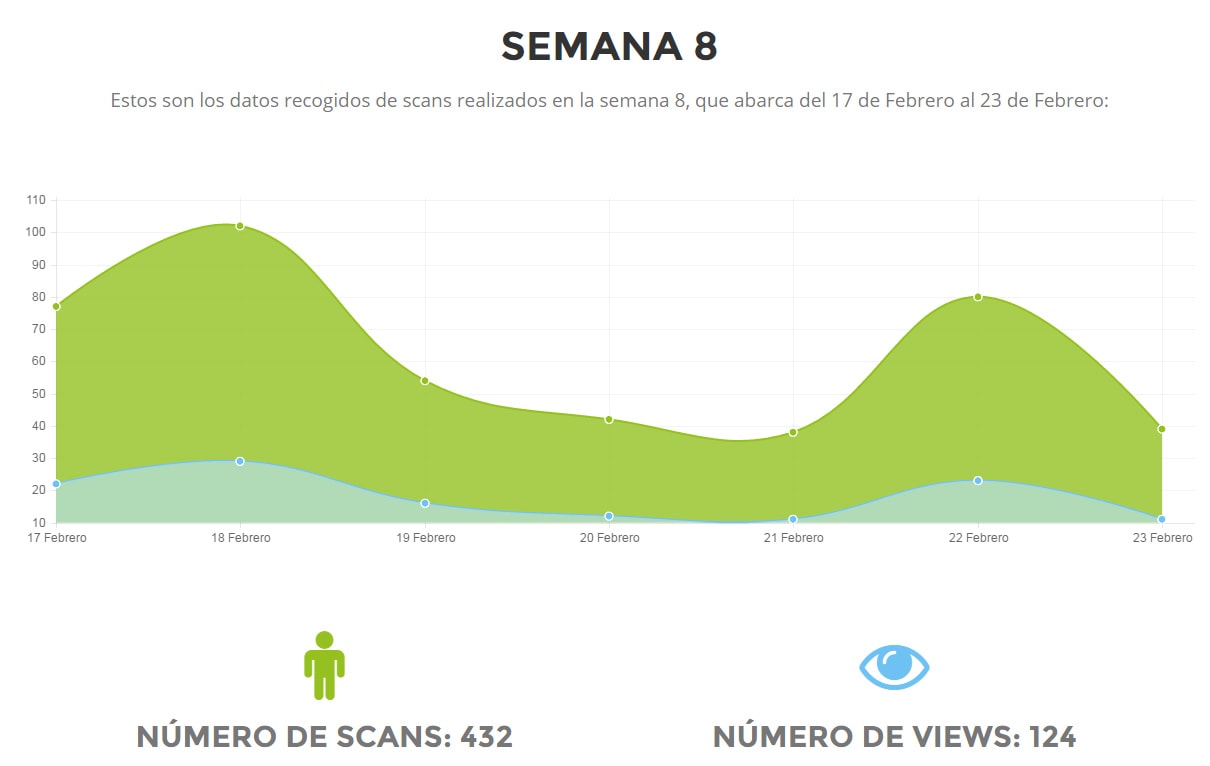 SEMANA 8
Estos son los datos recogidos de scans realizados en la semana 8, que abarca del 17 de Febrero al 23 de Febrero:
110
100
90
80
70
60
50
40
30
20
10
17 Febrero 18 Febrero 19 Febrero 20 Febrero 21 Febrero 22 Febrero 23 Febrero
NÚMERO DE SCANS: 432 NÚMERO DE VIEWS: 124